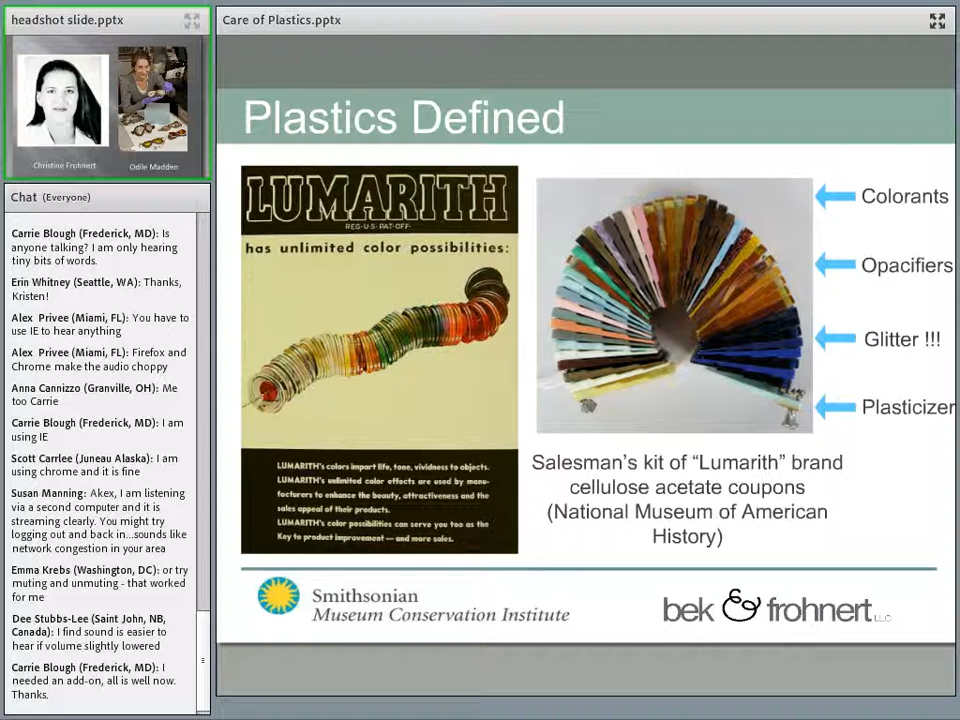 headshot slide.pptx
Christine Frohnert
Odile Madden
Chat (Everyone)
Carrie Blough (Frederick, MD): Is
anyone talking? I am only hearing
tiny bits of words.
Erin Whitney (Seattle, WA): Thanks,
Kristen!
Alex Privee (Miami, FL): You have to
use IE to hear anything
Alex Privee (Miami, FL): Firefox and
Chrome make the audio choppy
Anna Cannizzo (Granville, OH): Me
too Carrie
Carrie Blough (Frederick, MD): I am
using IE
Scott Carrlee (Juneau Alaska): I am
using chrome and it is fine
Susan Manning: Akex, I am listening
via a second computer and it is
streaming clearly. You might try
logging out and back in...sounds like
network congestion in your area
Emma Krebs (Washington, DC): or try
muting and unmuting - that worked
for me
Dee Stubbs-Lee (Saint John, NB,
Canada): I find sound is easier to
hear if volume slightly lowered
Carrie Blough (Frederick, MD): I
needed an add-on, all is well now.
Thanks.
Care of Plastics.pptx
Plastics Defined
LUMARITH
REG·U·S·PAT·OFF·
has unlimited color possibilities:
LUMARITH's colors impart life, tone, vividness to objects.
LUMARITH's unlimited color effects are used by manu-
facturers to enhance the beauty, attractiveness and the
sales appeal of their products.
LUMARITH's color possibilities can serve you too as the
Key to product improvement — and more sales.
Colorants
Opacifiers
Glitter !!!
Plasticizer
Salesman's kit of “Lumarith” brand
cellulose acetate coupons
(National Museum of American
History)
Smithsonian
Museum Conservation Institute
bek & frohnert LLC